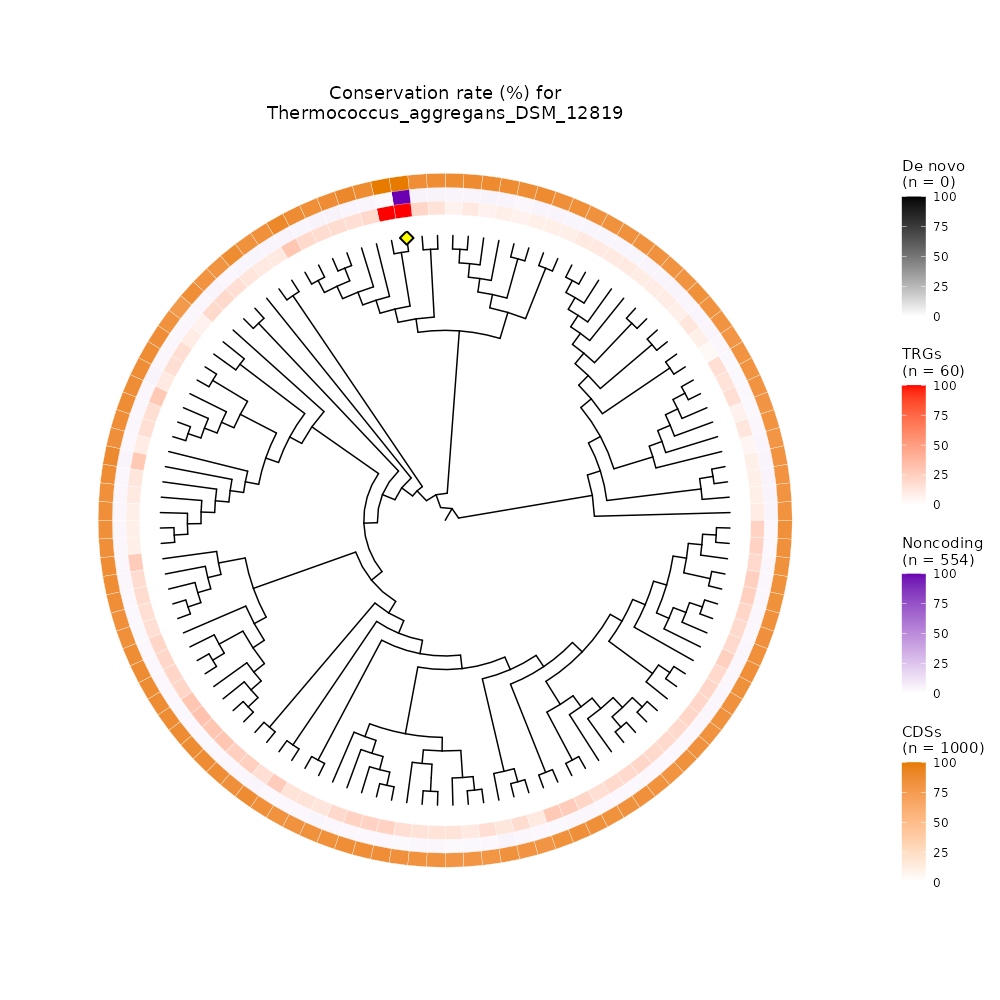 Conservation rate (%) for
Thermococcus_aggregans_DSM_12819
De novo
(n = 0)
100
75
50
25
0
TRGs
(n = 60)
100
75
50
25
0
Noncoding
(n = 554)
100
75
50
25
0
CDSs
(n = 1000)
100
75
50
25
0